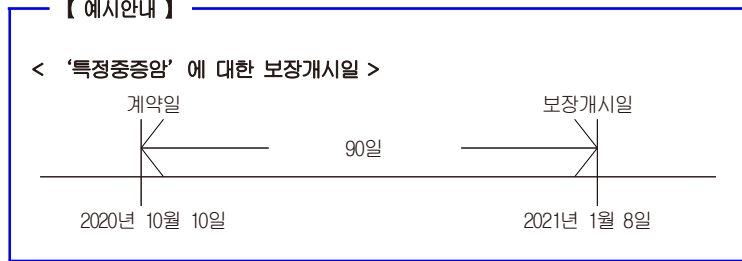 【 예시안내 】
< ‘특정중증암’ 에 대한 보장개시일 >
계약일 보장개시일
90일
2020년 10월 10일 2021년 1월 8일